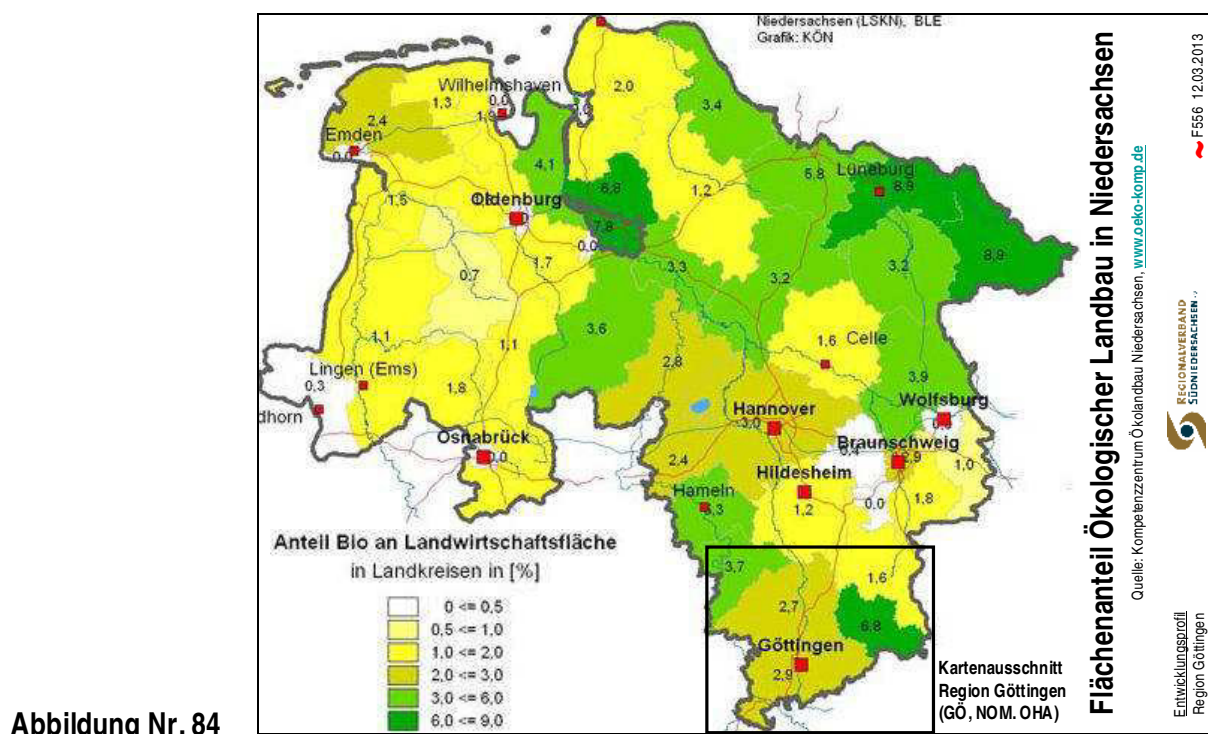 Niedersachsen (LSKN), BLE
Grafik: KÖN
Wilhelmshaven
0,0
2,0
1,3
1,9
3,4
2,4
Emden
0,0
4,1
6,8
Lüneburg
6,8
8,9
1,2
1,5
Oldenburg
7,8
0,0
8,9
1,7
0,7
3,3
3,2
3,2
3,6
1,1
1,1
1,6
Celle
2,8
Lingen (Ems)
0,3
1,8
3,9
dhorn
Wolfsburg
Hannover
3,0
Osnabrück
0,0
Braunschweig
0,4
2,9
1,0
2,4
Hildesheim
Hameln
3,3
1,2
0,0
1,8
Anteil Bio an Landwirtschaftsfläche
in Landkreisen in [%]
3,7
1,6
0 <= 0,5
0,5 <= 1,0
1,0 <= 2,0
2,0 <= 3,0
3,0 <= 6,0
6,0 <= 9,0
2,7
6,8
Göttingen
2,9
Kartenausschnitt
Region Göttingen
(GÖ, NOM. OHA)
Flächenanteil Ökologischer Landbau in Niedersachsen
Quelle: Kompetenzzentrum Ökolandbau Niedersachsen, www.oeko-komp.de
F556 12.03.2013
REGIONALVERBAND
SÜDNIEDERSACHSEN
Entwicklungsprofil
Region Göttingen
Abbildung Nr. 84